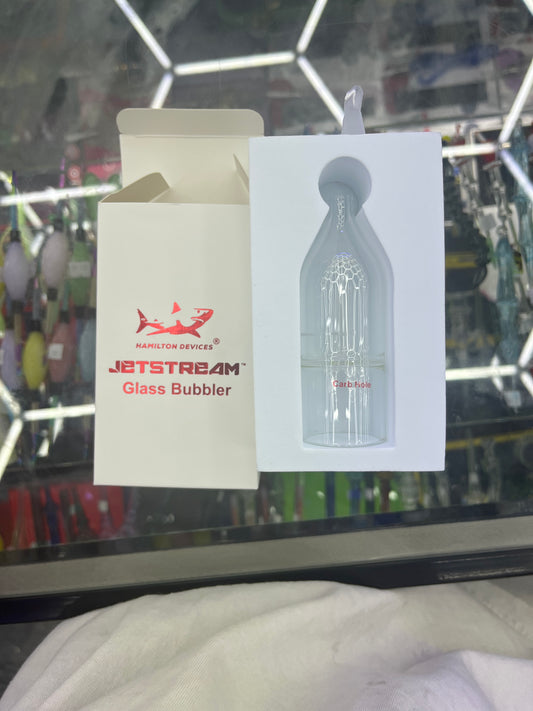 HAMILTON DEVICES®
JETSTREAM™
Glass Bubbler
Carb Hole